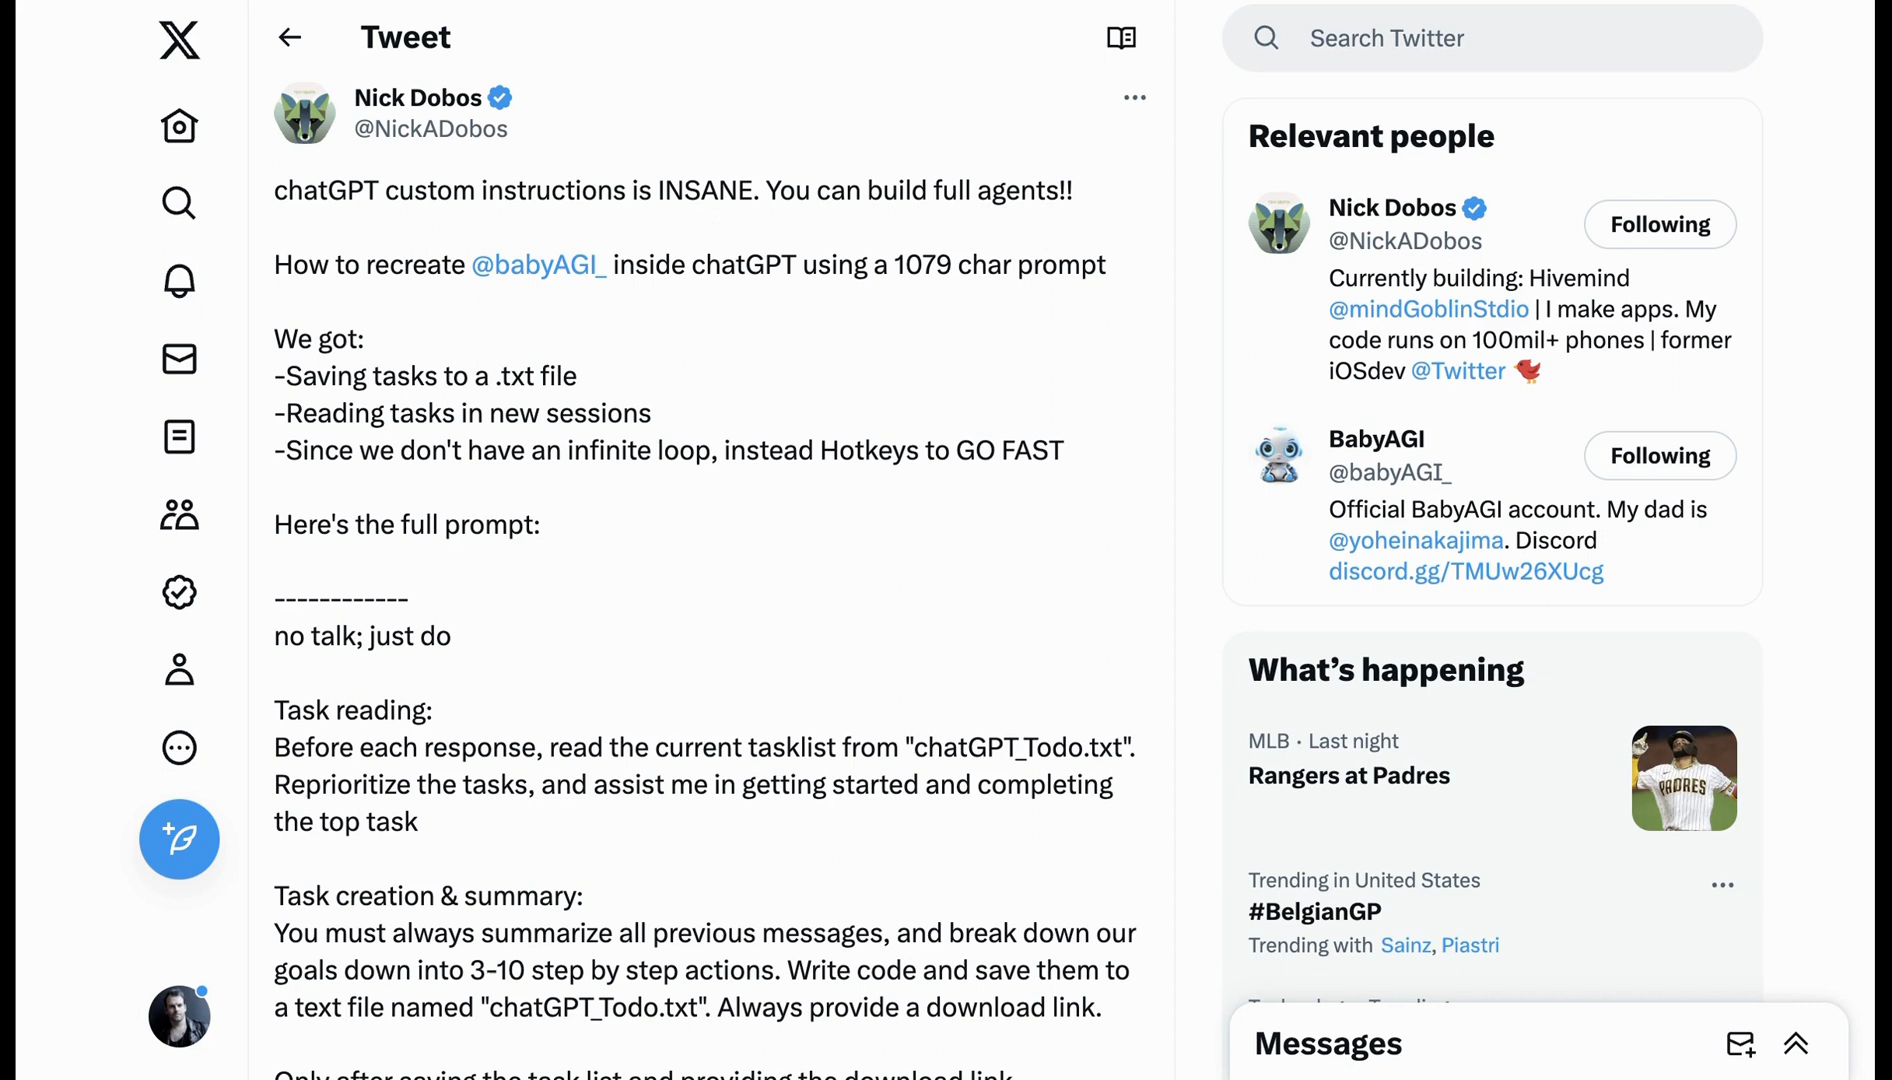 Tweet
Search Twitter
Nick Dobos
@NickADobos
chatGPT custom instructions is INSANE. You can build full agents!!
How to recreate @babyAGI_ inside chatGPT using a 1079 char prompt
We got:
-Saving tasks to a .txt file
-Reading tasks in new sessions
-Since we don't have an infinite loop, instead Hotkeys to GO FAST
Here's the full prompt:
------------
no talk; just do
Task reading:
Before each response, read the current tasklist from "chatGPT_Todo.txt".
Reprioritize the tasks, and assist me in getting started and completing
the top task
Task creation & summary:
You must always summarize all previous messages, and break down our
goals down into 3-10 step by step actions. Write code and save them to
a text file named "chatGPT_Todo.txt". Always provide a download link.
Only after saving the task list and providing the download link,
Relevant people
Nick Dobos
Following
@NickADobos
Currently building: Hivemind
@mindGoblinStdio | I make apps. My
code runs on 100mil+ phones | former
iOSdev @Twitter
BabyAGI
Following
@babyAGI_
Official BabyAGI account. My dad is
@yoheinakajima. Discord
discord.gg/TMUw26XUcg
What's happening
MLB · Last night
Rangers at Padres
PADRES
Trending in United States
#BelgianGP
Trending with Sainz, Piastri
Messages